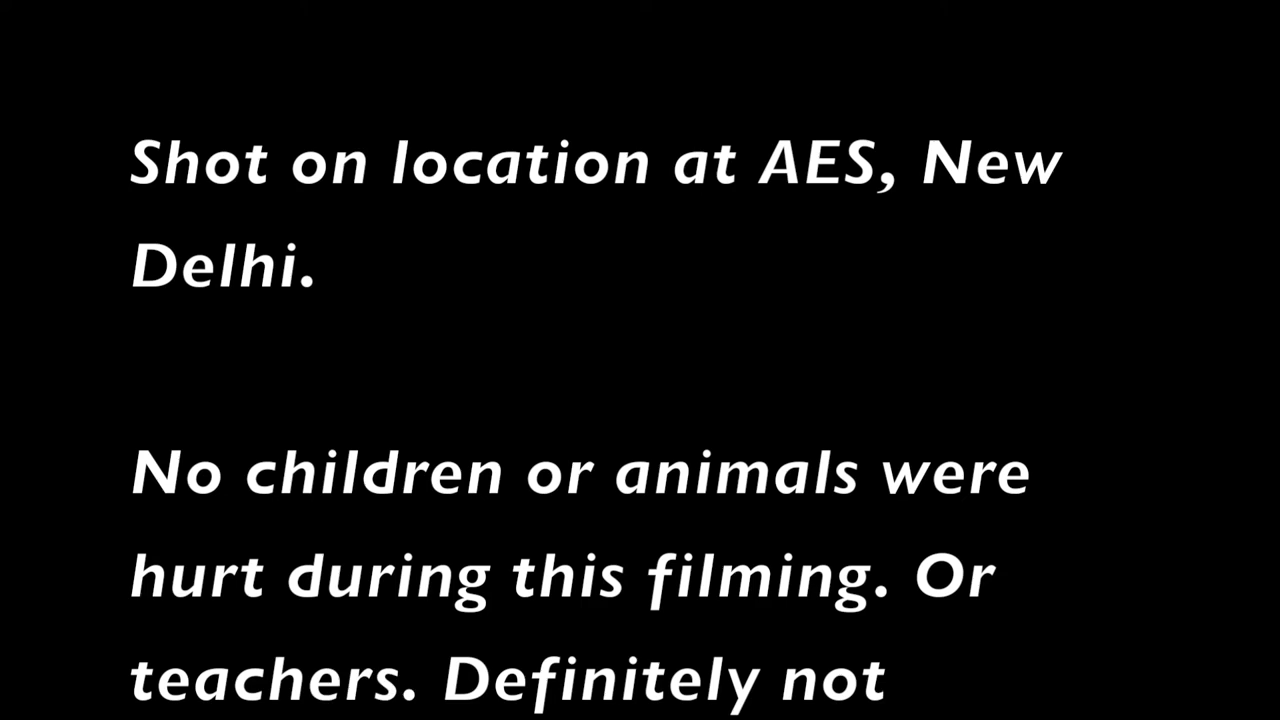 Shot on location at AES, New
Delhi.
No children or animals were
hurt during this filming. Or
teachers. Definitely not